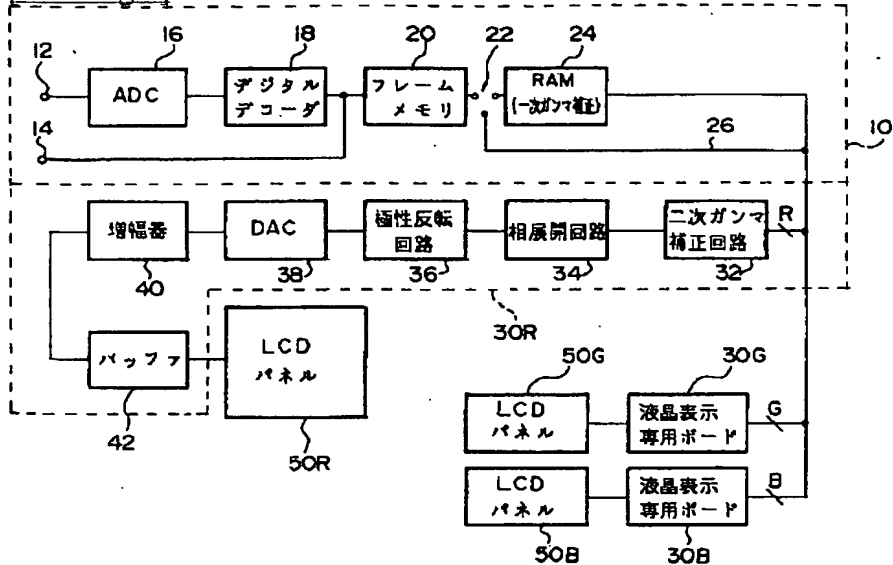 16
18
20
22
24
12
ADC
デジタル
デコーダ
フレーム
メモリ
RAM
(一次ガンマ補正)
14
26
10
増幅器
DAC
極性反転
回路
相展開回路
二次ガンマ
補正回路
R
40
38
36
34
32
30R
バッファ
LCD
パネル
42
50R
50G
30G
LCD
パネル
液晶表示
専用ボード
G
LCD
パネル
液晶表示
専用ボード
B
50B
30B